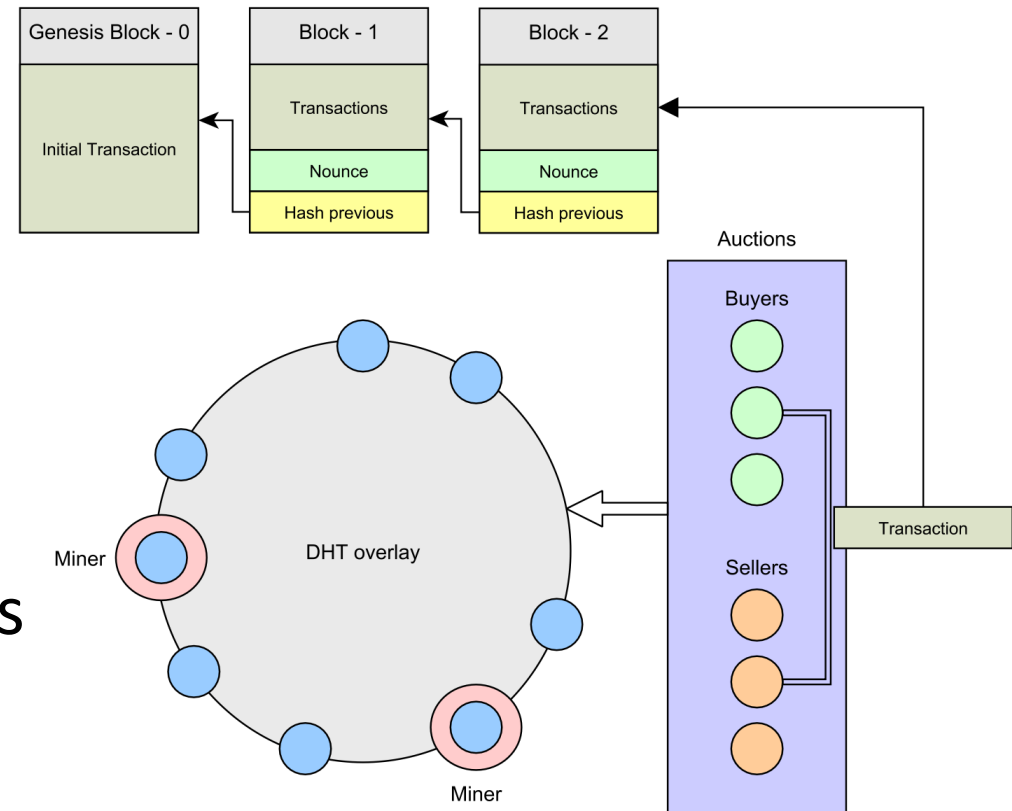 Genesis Block - 0
Block - 1
Block - 2
Initial Transaction
Transactions
Transactions
Nounce
Nounce
Hash previous
Hash previous
Auctions
Buyers
Miner
DHT overlay
Transaction
Sellers
s
Miner